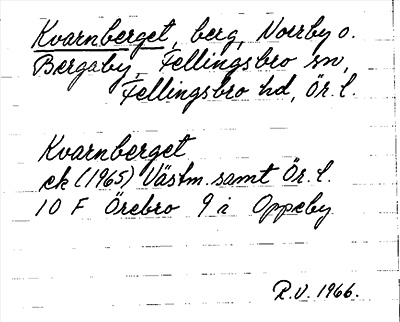 Kvarnberget, berg, Norrby o.
Bergaby, Fellingsbro sn,
Fellingsbro hd, Ör. l.
Kvarnberget
ek (1965) Västm. samt Ör. l.
10 F Örebro 9 i Oppeby
R.V. 1966.